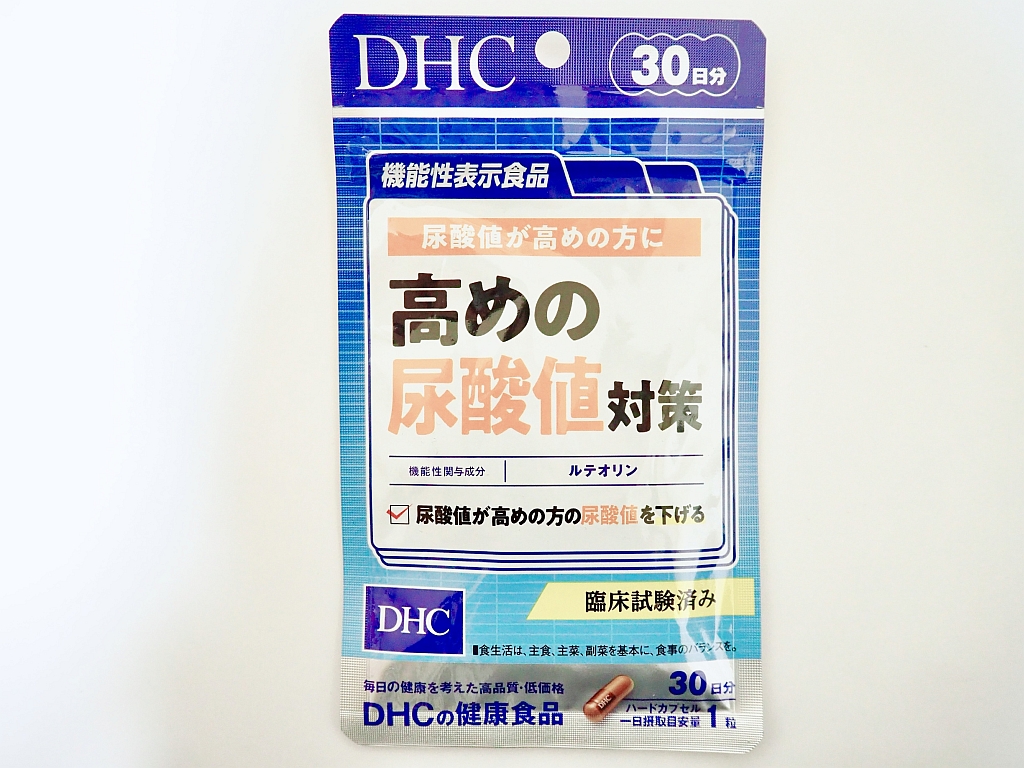 DHC
30日分
機能性表示食品
尿酸値が高めの方に
高めの
尿酸値対策
機能性関与成分 ルテオリン
尿酸値が高めの方の尿酸値を下げる
臨床試験済み
DHC
■食生活は、主食、主菜、副菜を基本に、食事のバランスを。
毎日の健康を考えた高品質・低価格
DHCの健康食品
DHC
30日分
ハードカプセル
一日摂取目安量1粒